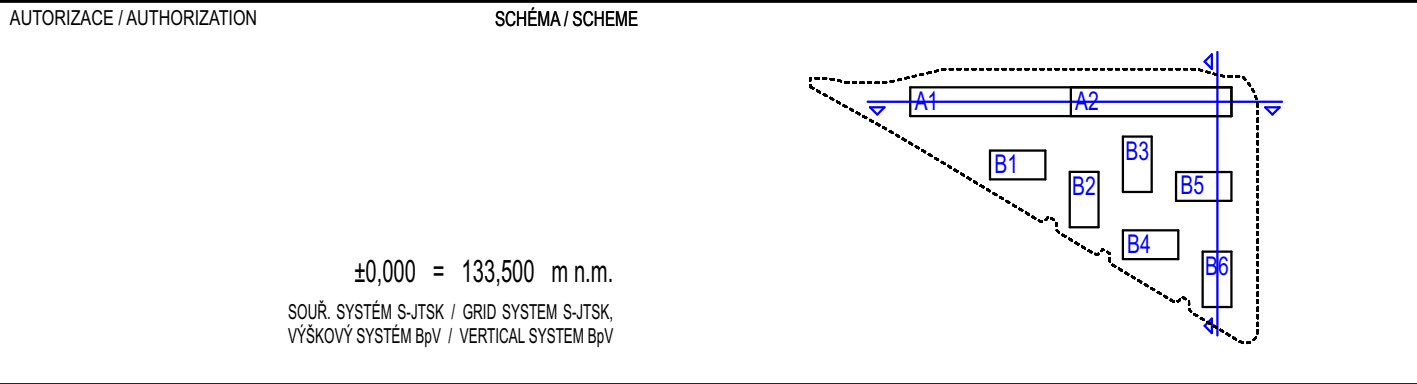 AUTORIZACE / AUTHORIZATION
SCHÉMA / SCHEME
A1
A2
B1
B2
B3
B5
B4
B6
±0,000 = 133,500 m n.m.
SOUŘ. SYSTÉM S-JTSK / GRID SYSTEM S-JTSK,
VÝŠKOVÝ SYSTÉM BpV / VERTICAL SYSTEM BpV